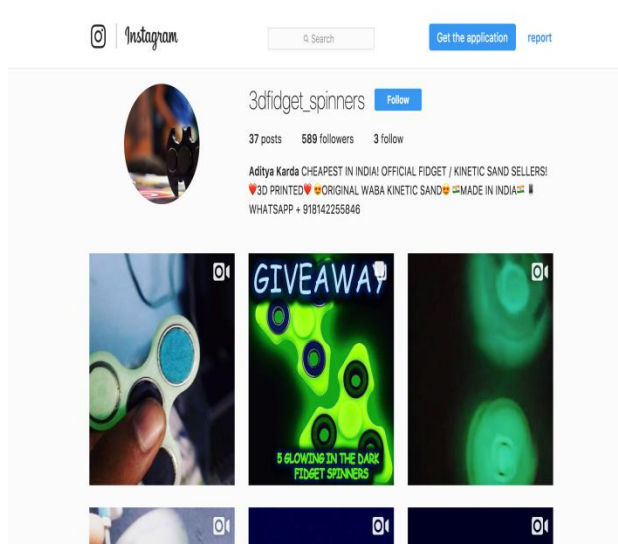 Instagram
Search
Get the application
report
3dfidget_spinners
Follow
37 posts 589 followers 3 follow
Aditya Karda CHEAPEST IN INDIA! OFFICIAL FIDGET / KINETIC SAND SELLERS!
❤️3D PRINTED❤️ 😍ORIGINAL WABA KINETIC SAND😍 🇮🇳MADE IN INDIA🇮🇳 📱
WHATSAPP + 918142255846
GIVEAWAY
5 GLOWING IN THE DARK
FIDGET SPINNERS